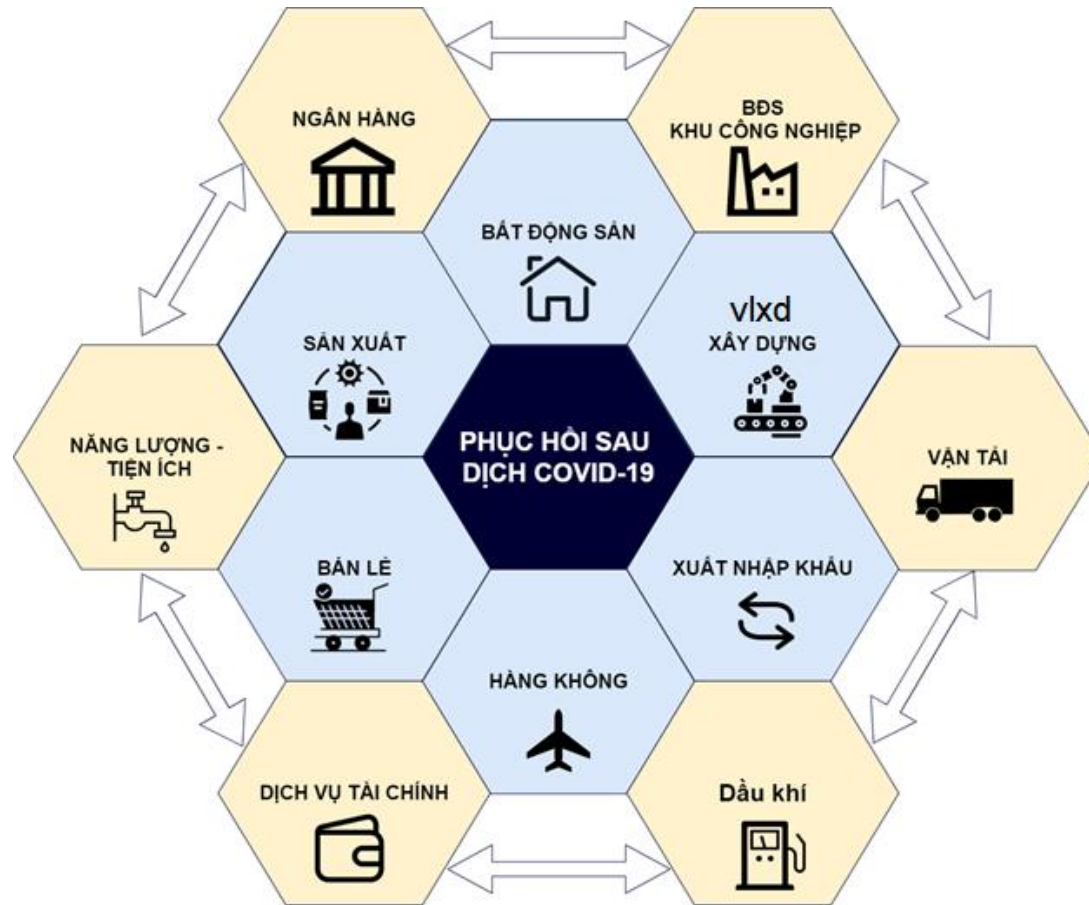 NGÂN HÀNG
BĐS
KHU CÔNG NGHIỆP
BẤT ĐỘNG SẢN
SẢN XUẤT
vlxd
XÂY DỰNG
NĂNG LƯỢNG -
TIỆN ÍCH
PHỤC HỒI SAU
DỊCH COVID-19
VẬN TẢI
BÁN LẺ
XUẤT NHẬP KHẨU
HÀNG KHÔNG
DỊCH VỤ TÀI CHÍNH
Dầu khí